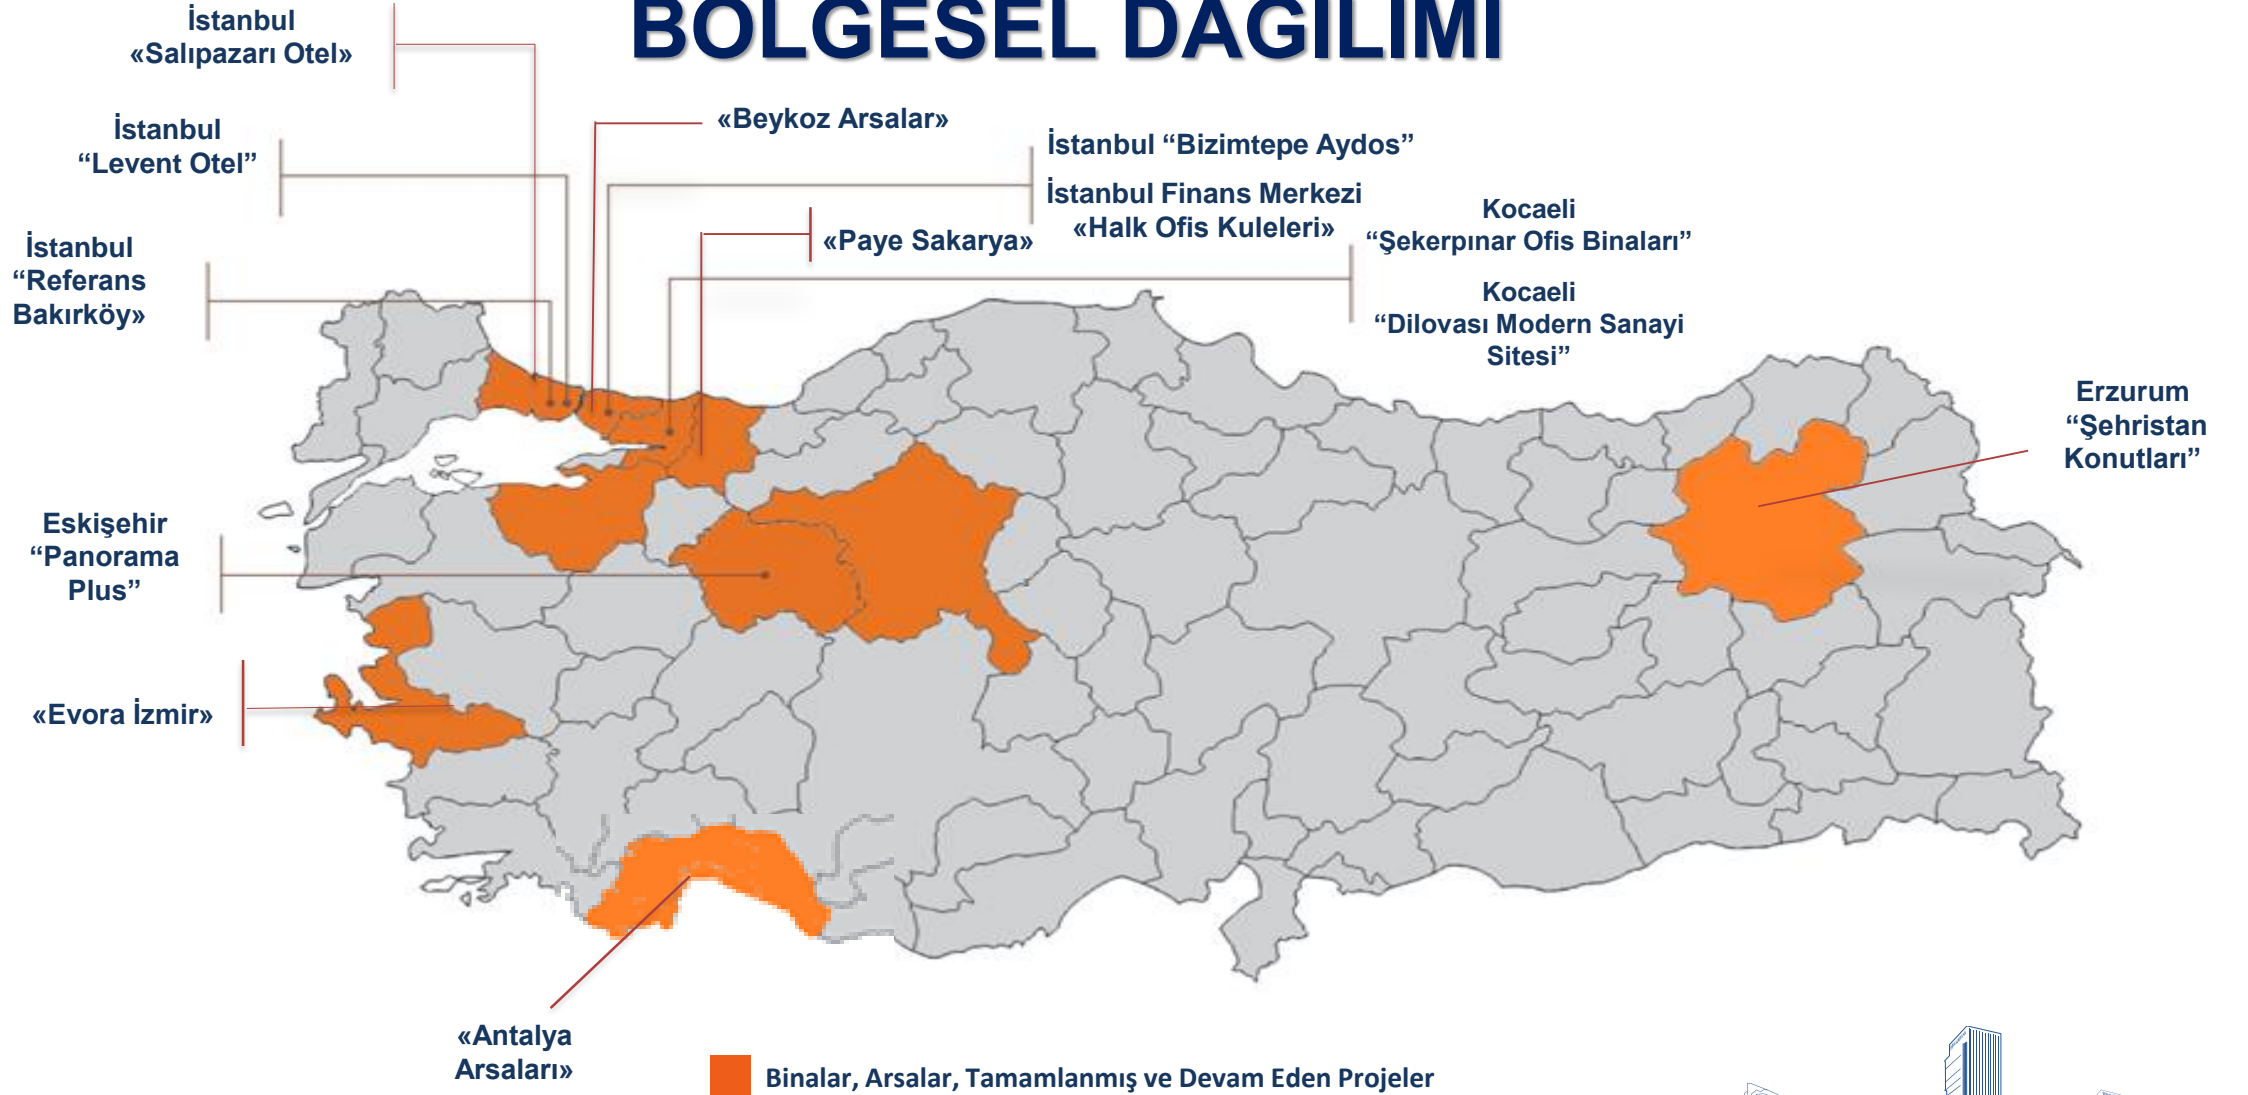 BÖLGESEL DAĞILIMI
İstanbul
«Salıpazarı Otel»
İstanbul
“Levent Otel”
İstanbul
“Referans
Bakırköy»
«Beykoz Arsalar»
İstanbul “Bizimtepe Aydos”
İstanbul Finans Merkezi
«Halk Ofis Kuleleri»
«Paye Sakarya»
Kocaeli
“Şekerpınar Ofis Binaları”
Kocaeli
“Dilovası Modern Sanayi
Sitesi”
Erzurum
“Şehristan
Konutları”
Eskişehir
“Panorama
Plus”
«Evora İzmir»
«Antalya
Arsaları»
Binalar, Arsalar, Tamamlanmış ve Devam Eden Projeler